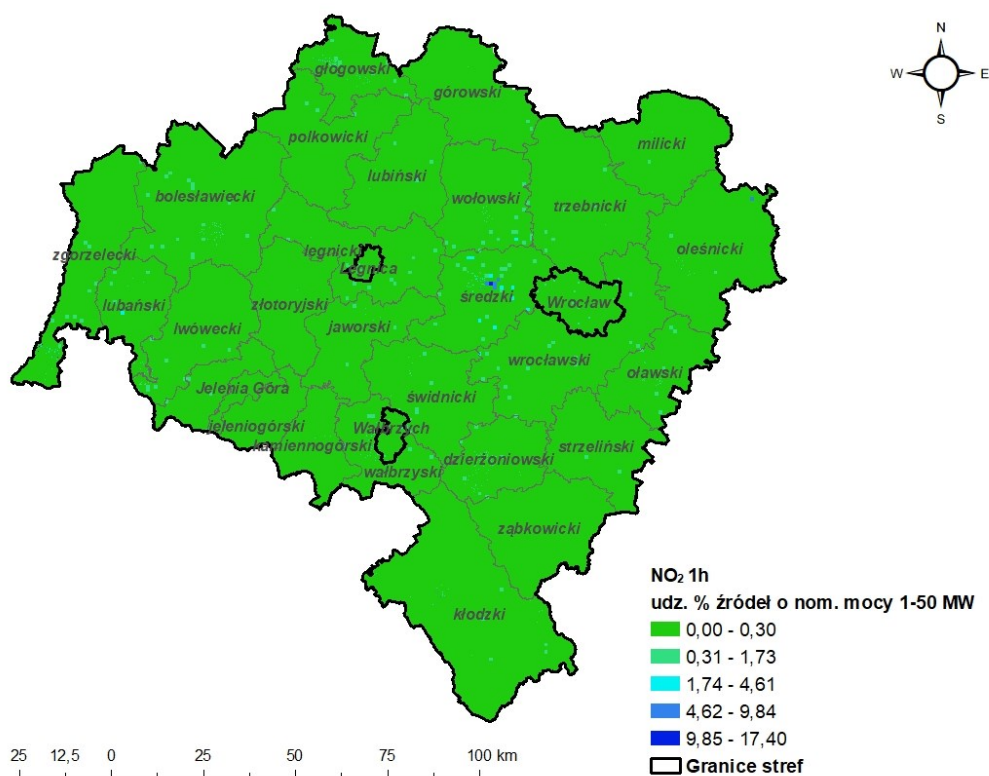 N
W E
S
głogowski
górowski
polkowicki
milicki
lubiński
bolesławiecki
wołowski
trzebnicki
zgorzelecki
legnicki
oleśnicki
Legnica
lubański
złotoryjski
średzki
Wrocław
lwówecki
jaworski
wrocławski
oławski
Jelenia Góra
świdnicki
jeleniogórski
Wałbrzych
kamiennogórski
strzeliński
wałbrzyski
dzierżoniowski
ząbkowicki
kłodzki
NO₂ 1h
udz. % źródeł o nom. mocy 1-50 MW
0,00 - 0,30
0,31 - 1,73
1,74 - 4,61
4,62 - 9,84
9,85 - 17,40
Granice stref
25 12,5 0 25 50 75 100 km